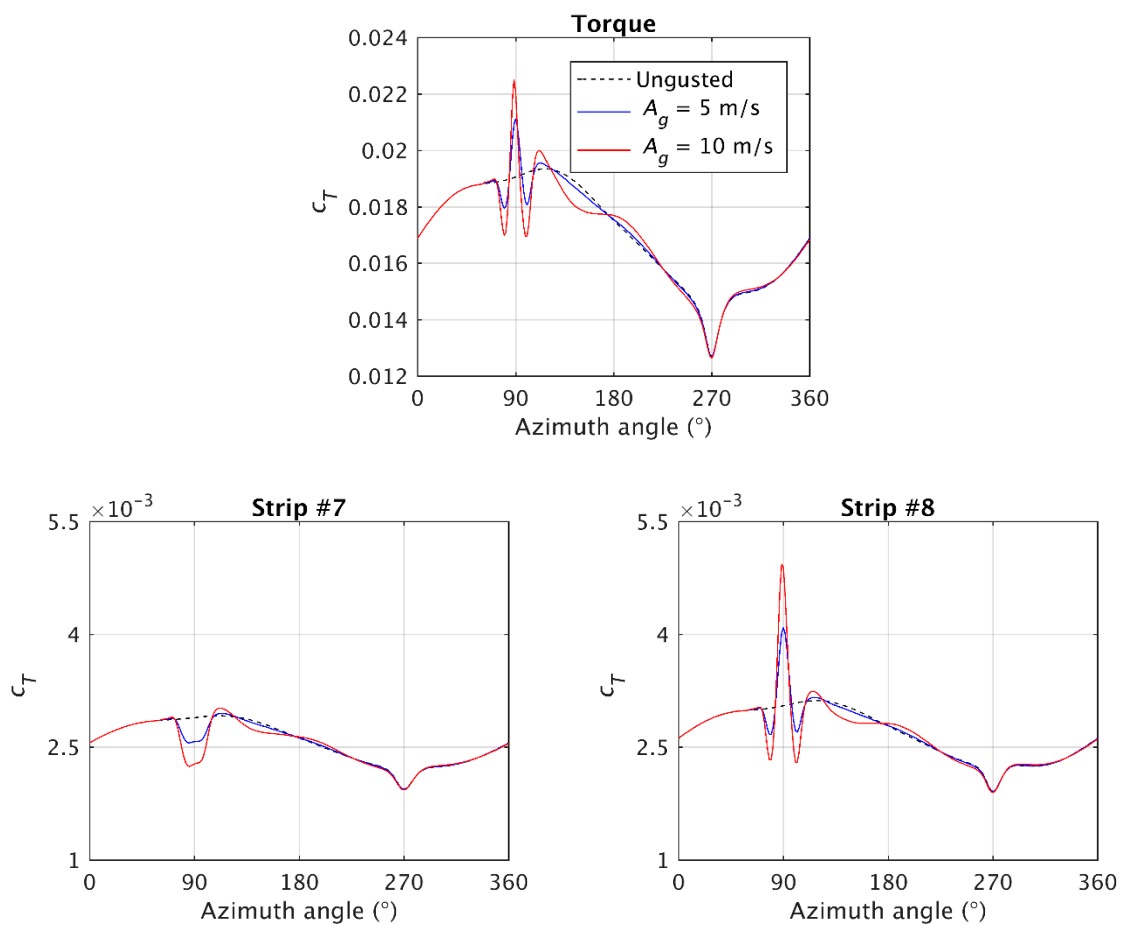 Torque
0.024
0.022
0.02
0.018
0.016
0.014
0.012
c_T
Ungusted
A_g = 5 m/s
A_g = 10 m/s
0 90 180 270 360
Azimuth angle (°)
Strip #7
×10⁻³
5.5
4
2.5
1
c_T
0 90 180 270 360
Azimuth angle (°)
Strip #8
×10⁻³
5.5
4
2.5
1
c_T
0 90 180 270 360
Azimuth angle (°)